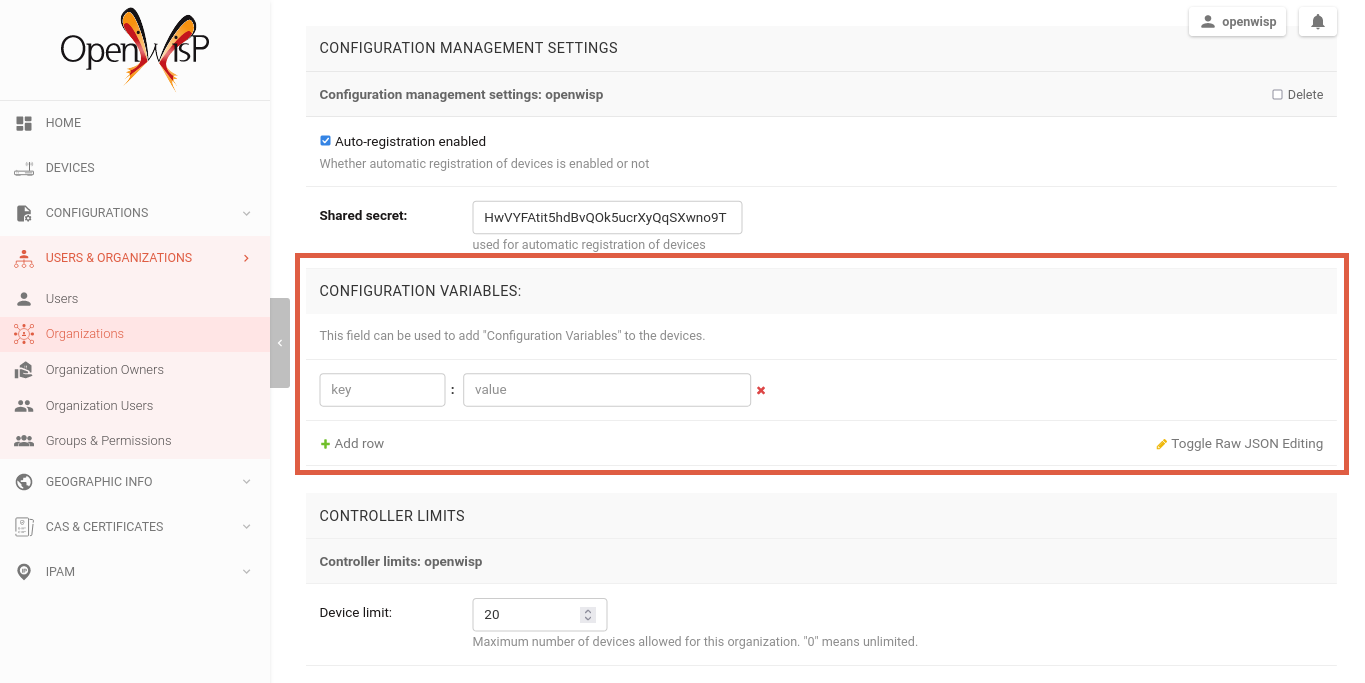 OpenWISP
HOME
DEVICES
CONFIGURATIONS
USERS & ORGANIZATIONS
Users
Organizations
Organization Owners
Organization Users
Groups & Permissions
GEOGRAPHIC INFO
CAS & CERTIFICATES
IPAM
openwisp
CONFIGURATION MANAGEMENT SETTINGS
Configuration management settings: openwisp
Delete
Auto-registration enabled
Whether automatic registration of devices is enabled or not
Shared secret:
HwVYFAtit5hdBvQOk5ucrXyQqSXwno9T
used for automatic registration of devices
CONFIGURATION VARIABLES:
This field can be used to add "Configuration Variables" to the devices.
key : value
Add row
Toggle Raw JSON Editing
CONTROLLER LIMITS
Controller limits: openwisp
Device limit:
20
Maximum number of devices allowed for this organization. "0" means unlimited.